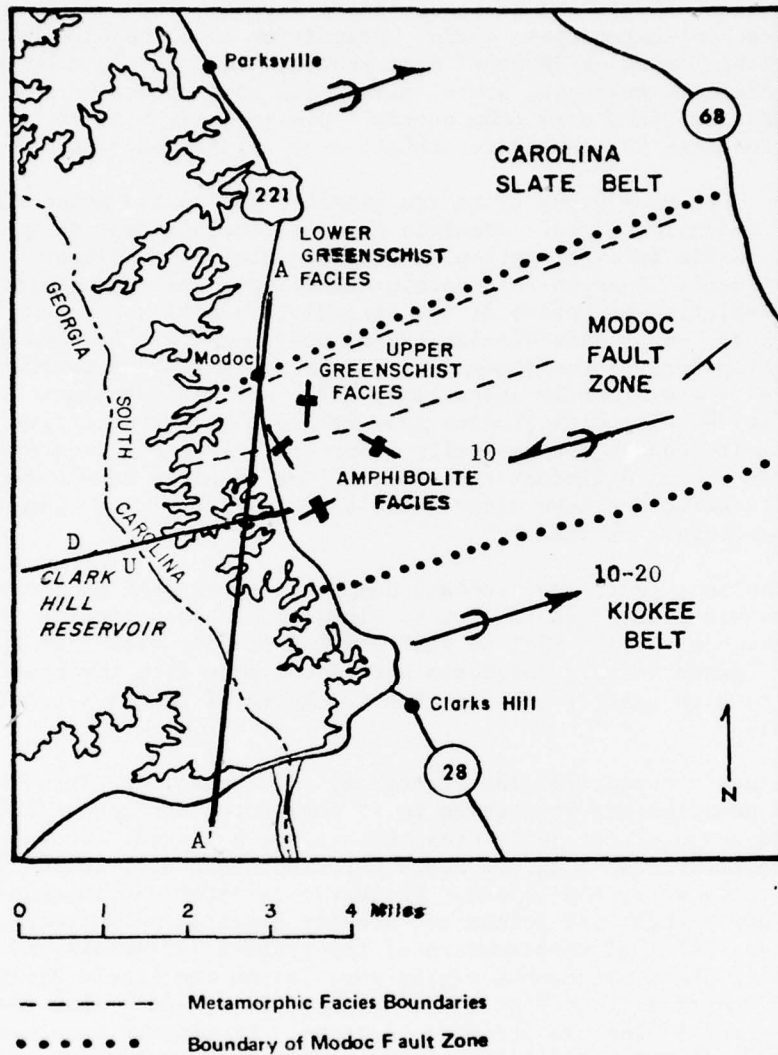 Parksville
68
CAROLINA
SLATE BELT
221
LOWER
GREENSCHIST
FACIES
A
GEORGIA
Modoc
UPPER
GREENSCHIST
FACIES
MODOC
FAULT
ZONE
SOUTH
CAROLINA
10
AMPHIBOLITE
FACIES
D
U
CLARK
HILL
RESERVOIR
10-20
KIOKEE
BELT
Clarks Hill
28
N
A'
0 1 2 3 4 Miles
Metamorphic Facies Boundaries
Boundary of Modoc Fault Zone